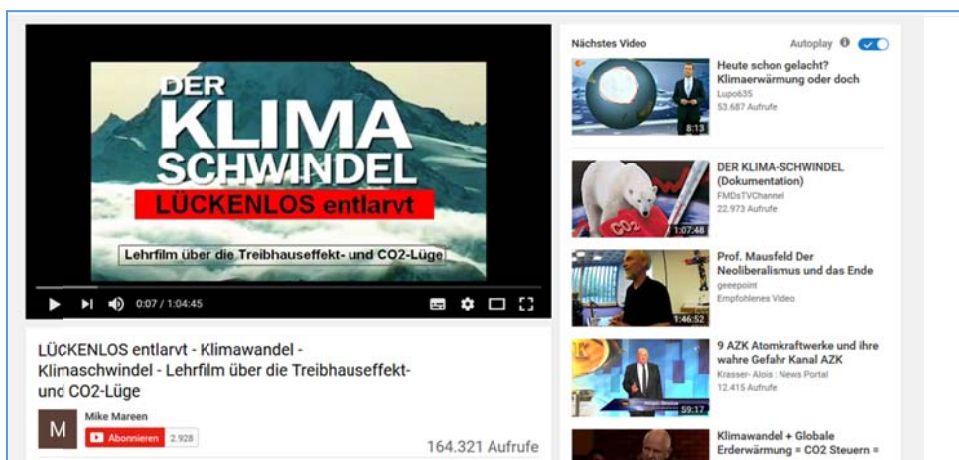 DER
KLIMA
SCHWINDEL
LÜCKENLOS entlarvt
Lehrfilm über die Treibhauseffekt- und CO2-Lüge
0:07 / 1:04:45
LÜCKENLOS entlarvt - Klimawandel -
Klimaschwindel - Lehrfilm über die Treibhauseffekt-
und CO2-Lüge
M
Mike Mareen
Abonnieren 2.928
164.321 Aufrufe
Nächstes Video
Autoplay
8:13
Heute schon gelacht?
Klimaerwärmung oder doch
Lupo635
53.687 Aufrufe
CO2
1:07:48
DER KLIMA-SCHWINDEL
(Dokumentation)
FMDsTVChannel
22.973 Aufrufe
1:46:52
Prof. Mausfeld Der
Neoliberalismus und das Ende
geeepoint
Empfohlenes Video
59:17
9 AZK Atomkraftwerke und ihre
wahre Gefahr Kanal AZK
Krasser- Alois : News Portal
12.415 Aufrufe
Klimawandel + Globale
Erderwärmung = CO2 Steuern =